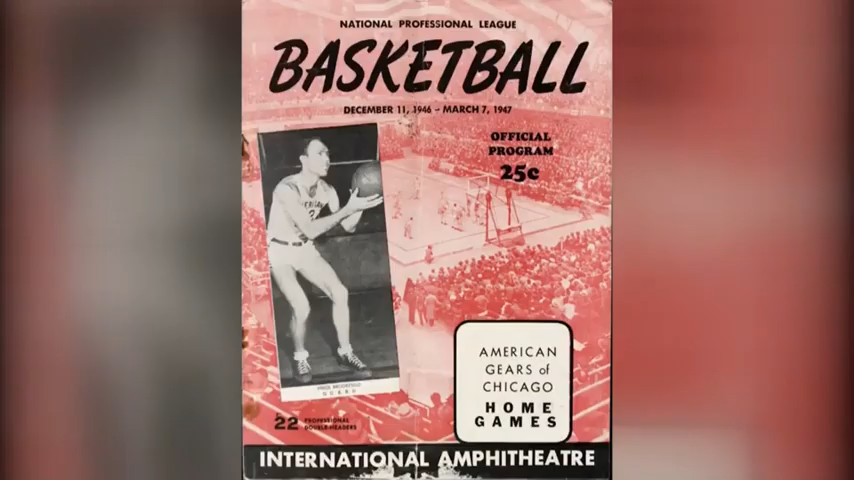 NATIONAL PROFESSIONAL LEAGUE
BASKETBALL
DECEMBER 11, 1946 - MARCH 7, 1947
OFFICIAL
PROGRAM
25c
AMERICAN
GEARS of
CHICAGO
HOME
GAMES
22 PROFESSIONAL
DOUBLE-HEADERS
INTERNATIONAL AMPHITHEATRE